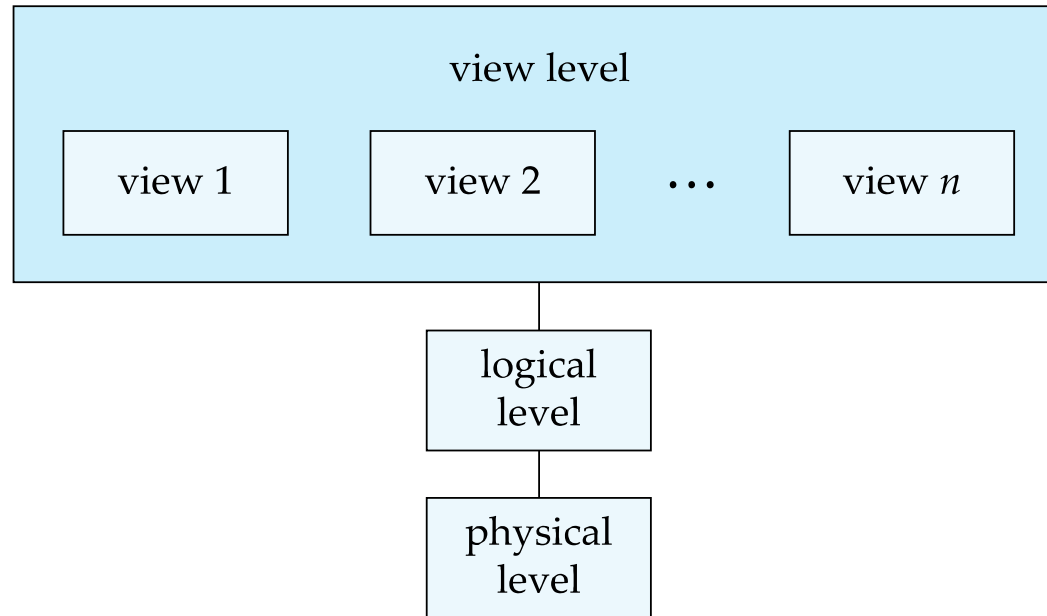 view level
view 1
view 2
...
view n
logical
level
physical
level